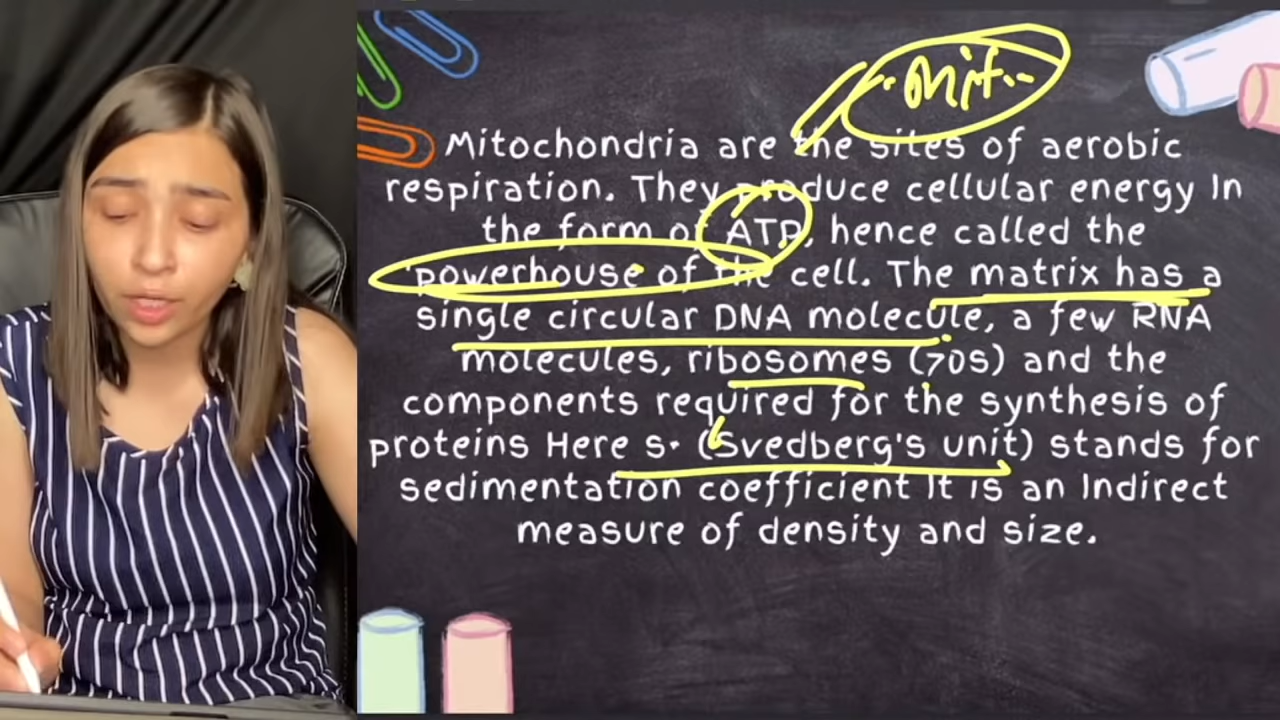 Mit..
Mitochondria are the sites of aerobic
respiration. They produce cellular energy In
the form of ATP, hence called the
powerhouse of the cell. The matrix has a
single circular DNA molecule, a few RNA
molecules, ribosomes (70s) and the
components required for the synthesis of
proteins Here s. (Svedberg's unit) stands for
sedimentation coefficient It is an Indirect
measure of density and size.